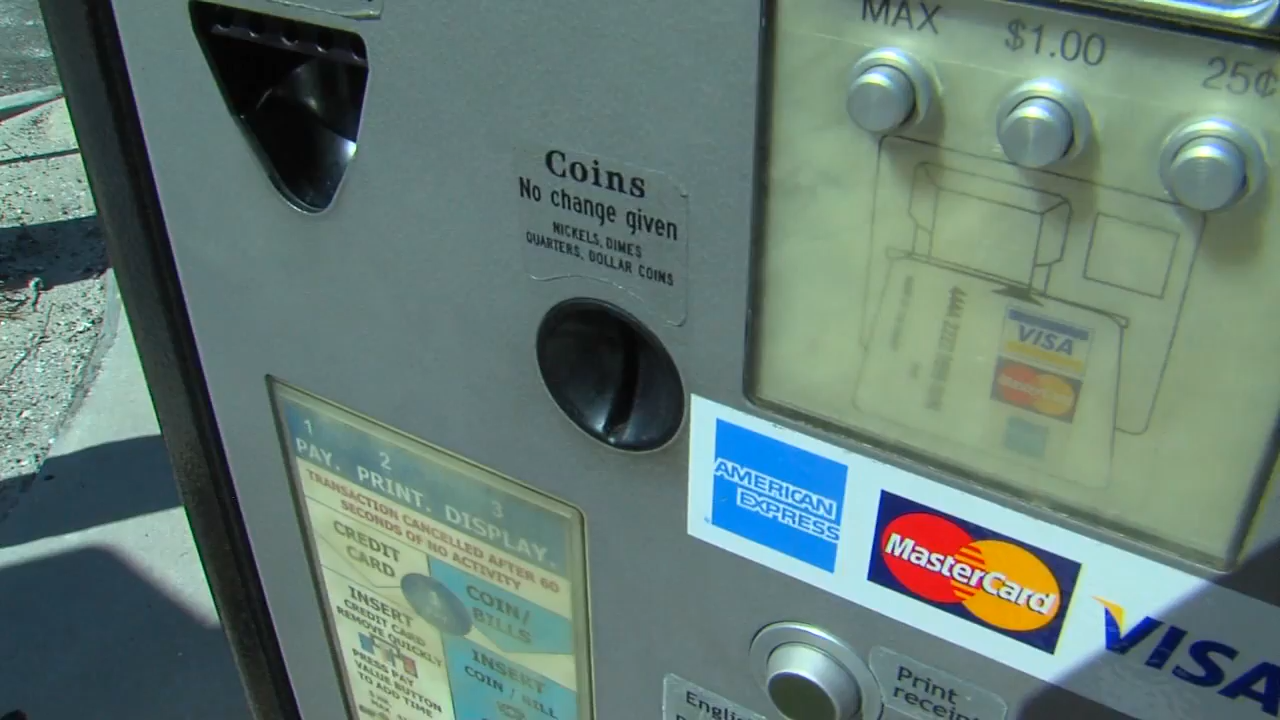 MAX $1.00 25¢
Coins
No change given
NICKELS, DIMES
QUARTERS, DOLLAR COINS
VISA
MasterCard
AMERICAN
EXPRESS
MasterCard
VISA
1 2 3
PAY. PRINT. DISPLAY.
TRANSACTION CANCELLED AFTER 60
SECONDS OF NO ACTIVITY
CREDIT
CARD
INSERT
CREDIT CARD
REMOVE QUICKLY
PRESS PAY
VALUE BUTTON
TO ADD TIME
COIN/
BILLS
INSERT
COIN / BILL
Print
receipt
English